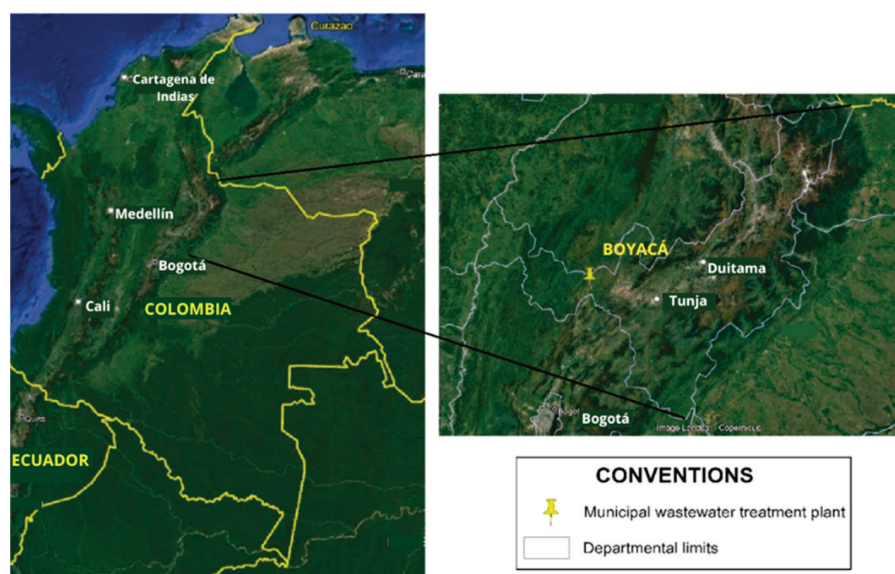 Curazao
Cartagena de
Indias
Medellín
Bogotá
Cali
COLOMBIA
Quito
ECUADOR
BOYACÁ
Duitama
Tunja
Bogotá
Image Landsat / Copernicus
CONVENTIONS
Municipal wastewater treatment plant
Departmental limits